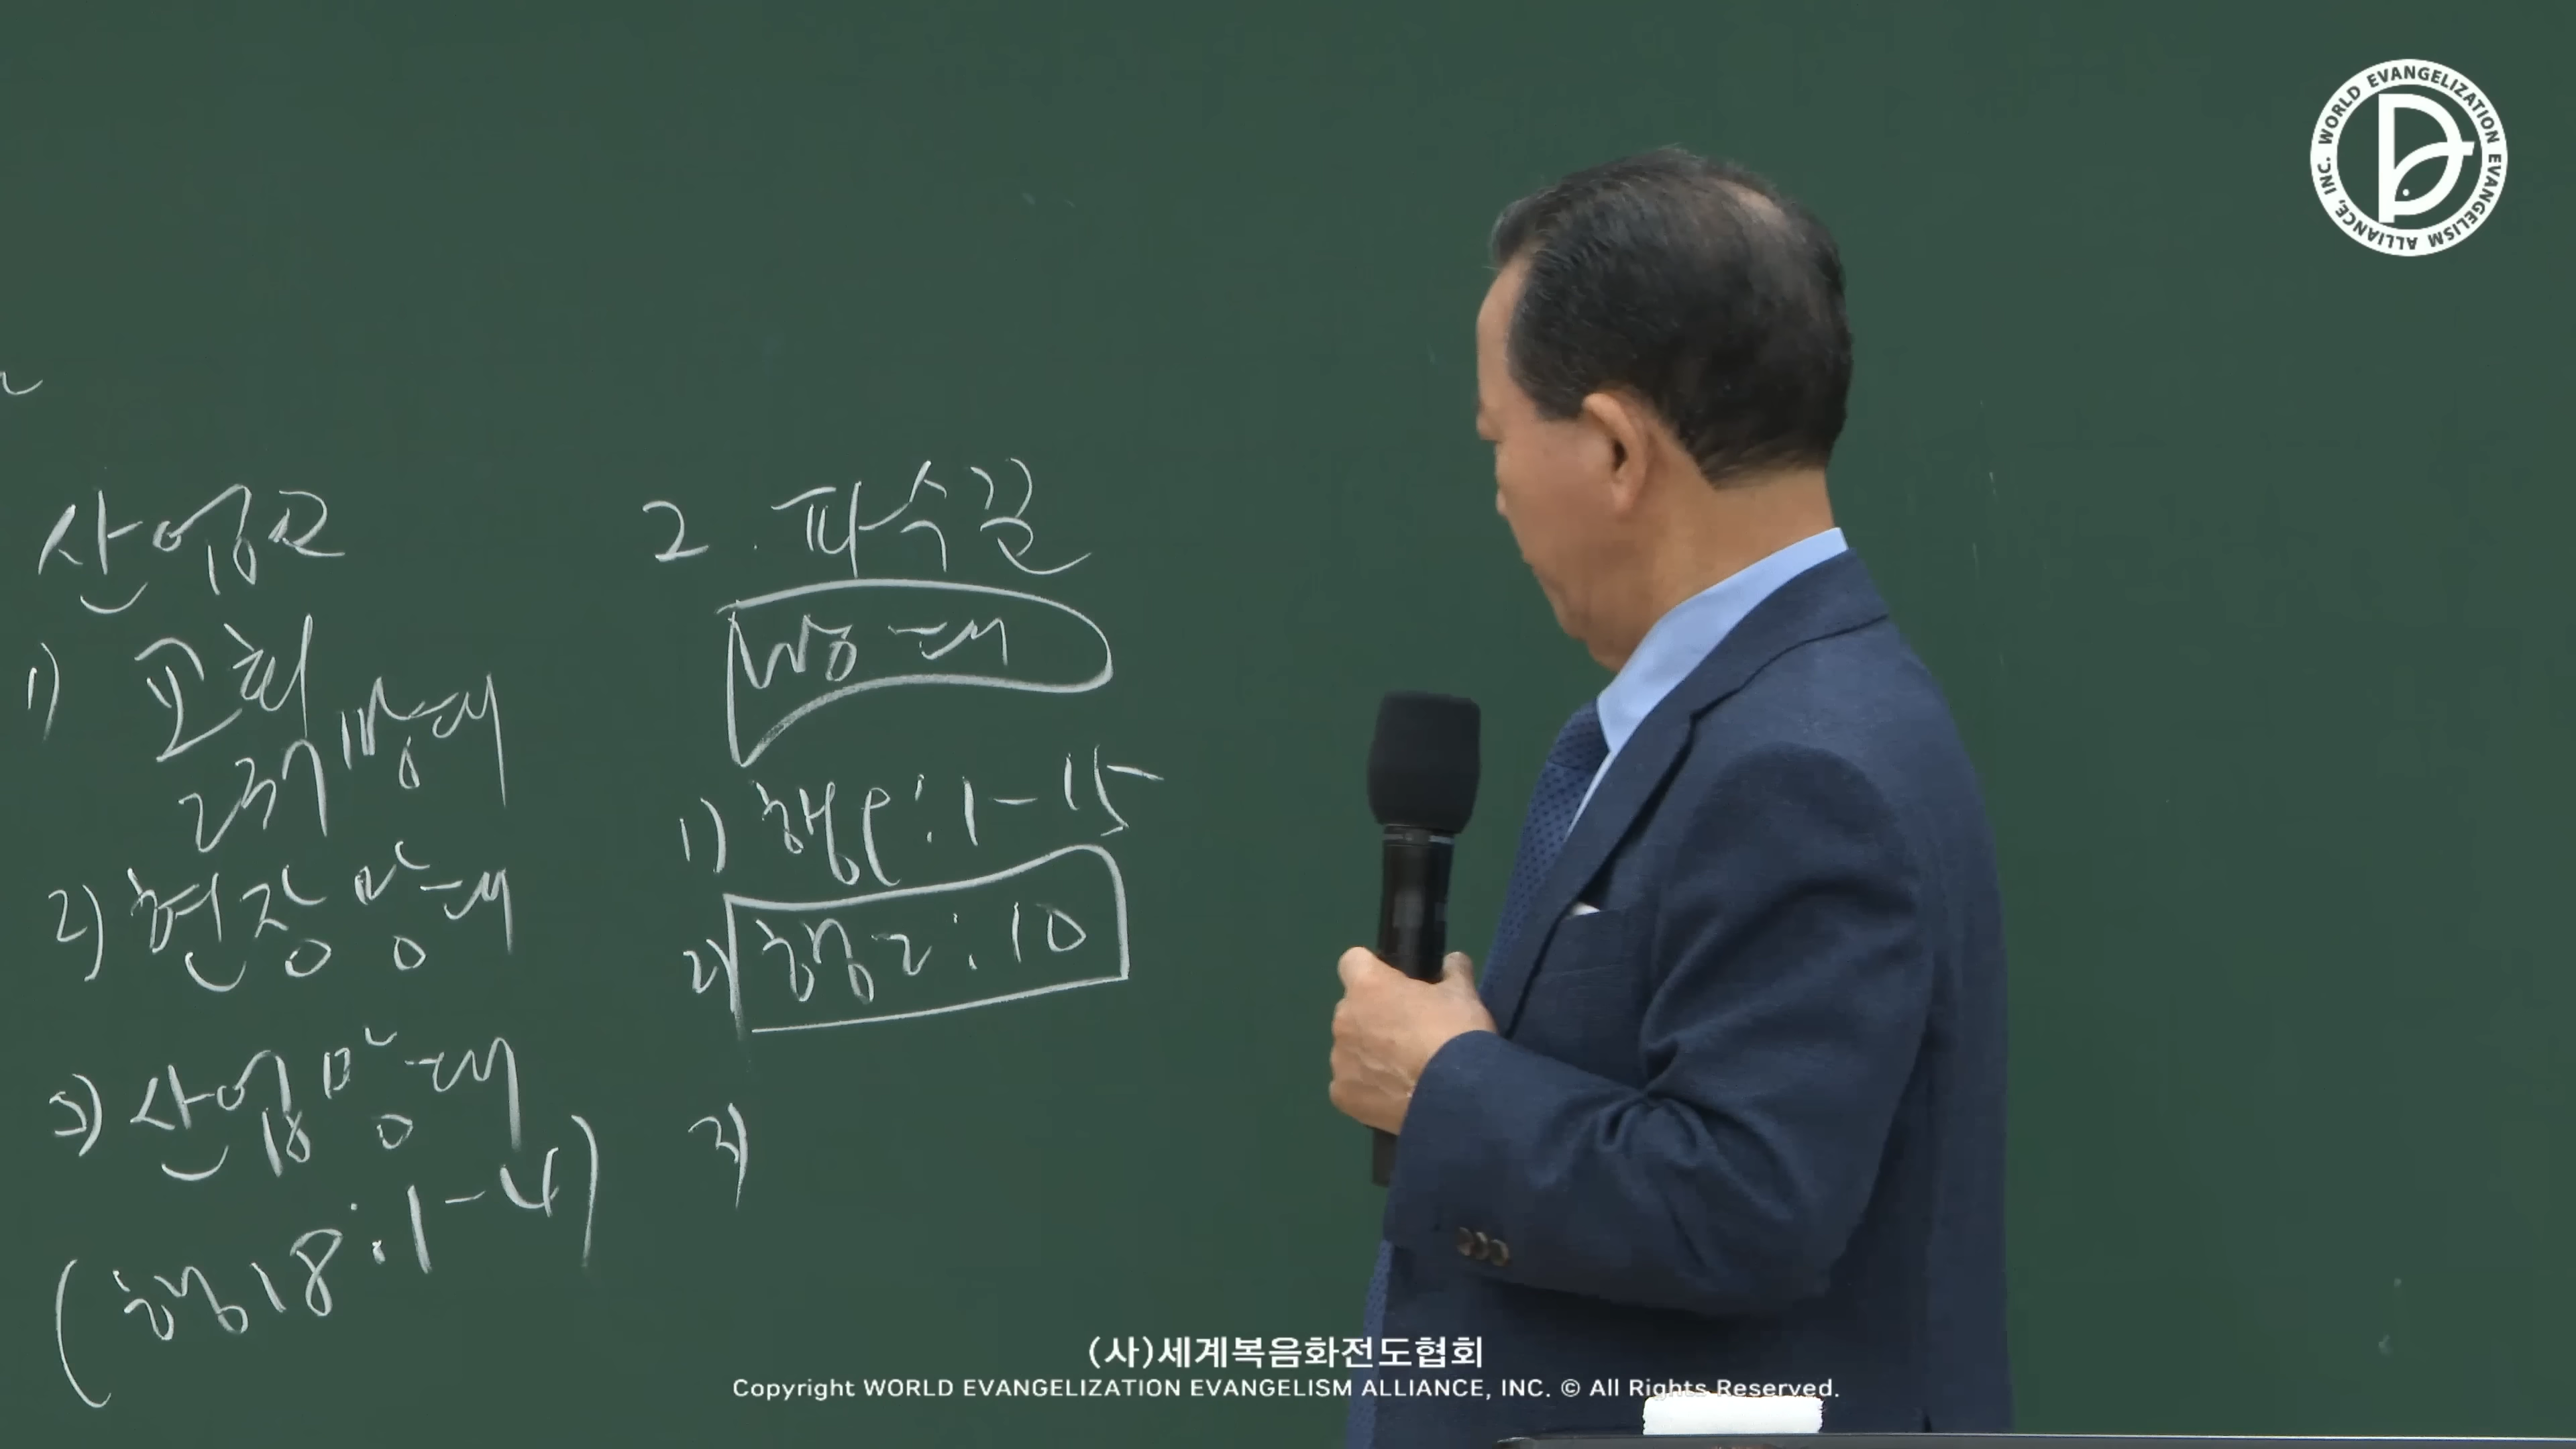 산업교
1) 교회
237 망대
2) 현장 망대
3) 산업 망대
(행18:1-4)
2. 파수꾼
망대
1) 행1:1-15
2) 행2:10
3)
WORLD EVANGELIZATION EVANGELISM ALLIANCE, INC.
(사)세계복음화전도협회
Copyright WORLD EVANGELIZATION EVANGELISM ALLIANCE, INC. © All Rights Reserved.